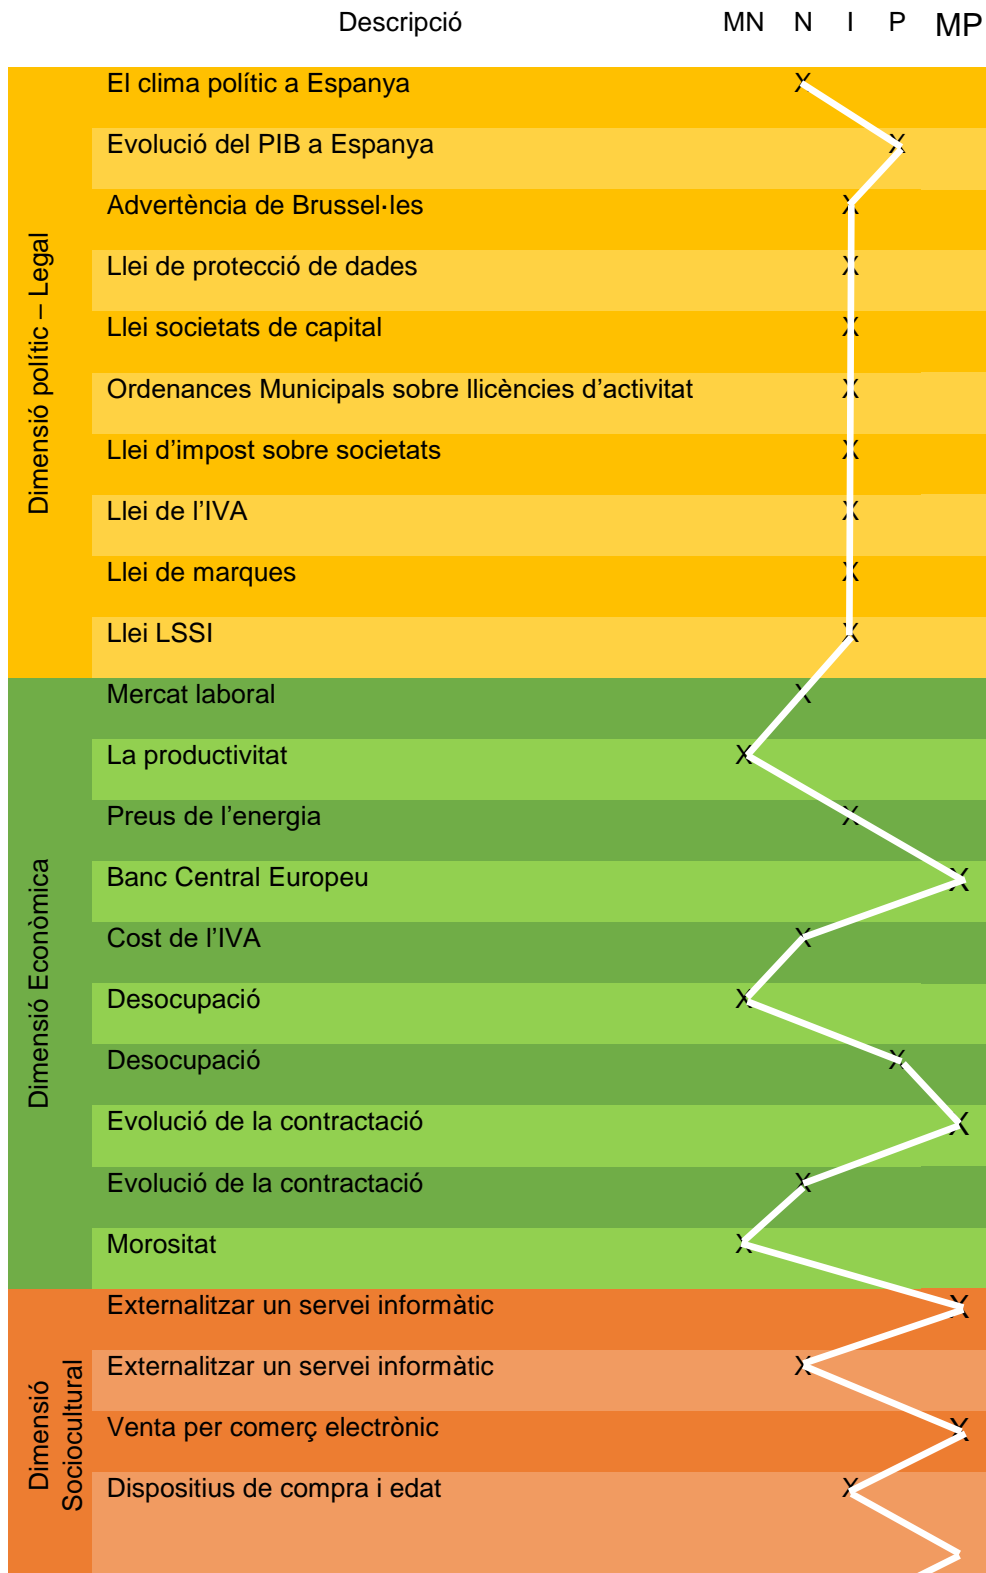 Descripció MN N I P MP
Dimensió polític – Legal
El clima polític a Espanya X
Evolució del PIB a Espanya X
Advertència de Brussel·les X
Llei de protecció de dades X
Llei societats de capital X
Ordenances Municipals sobre llicències d’activitat X
Llei d’impost sobre societats X
Llei de l’IVA X
Llei de marques X
Llei LSSI X
Dimensió Econòmica
Mercat laboral X
La productivitat X
Preus de l’energia X
Banc Central Europeu X
Cost de l’IVA X
Desocupació X
Desocupació X
Evolució de la contractació X
Evolució de la contractació X
Morositat X
Dimensió
Sociocultural
Externalitzar un servei informàtic X
Externalitzar un servei informàtic X
Venta per comerç electrònic X
Dispositius de compra i edat X